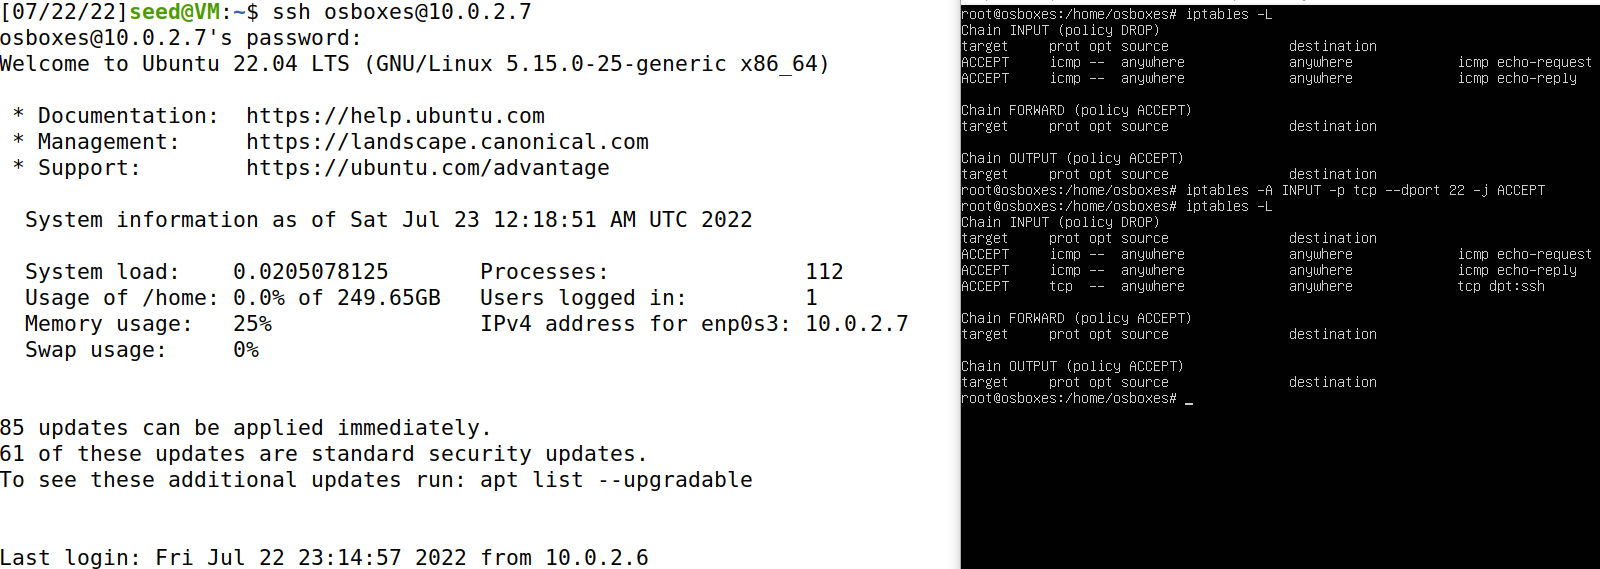 [07/22/22]seed@VM:~$ ssh osboxes@10.0.2.7
osboxes@10.0.2.7's password:
Welcome to Ubuntu 22.04 LTS (GNU/Linux 5.15.0-25-generic x86_64)
* Documentation:  https://help.ubuntu.com
* Management:     https://landscape.canonical.com
* Support:        https://ubuntu.com/advantage
System information as of Sat Jul 23 12:18:51 AM UTC 2022
System load:    0.0205078125       Processes:               112
Usage of /home: 0.0% of 249.65GB   Users logged in:         1
Memory usage:   25%                IPv4 address for enp0s3: 10.0.2.7
Swap usage:     0%
85 updates can be applied immediately.
61 of these updates are standard security updates.
To see these additional updates run: apt list --upgradable
Last login: Fri Jul 22 23:14:57 2022 from 10.0.2.6
root@osboxes:/home/osboxes# iptables -L
Chain INPUT (policy DROP)
target     prot opt source               destination
ACCEPT     icmp --  anywhere             anywhere             icmp echo-request
ACCEPT     icmp --  anywhere             anywhere             icmp echo-reply
Chain FORWARD (policy ACCEPT)
target     prot opt source               destination
Chain OUTPUT (policy ACCEPT)
target     prot opt source               destination
root@osboxes:/home/osboxes# iptables -A INPUT -p tcp --dport 22 -j ACCEPT
root@osboxes:/home/osboxes# iptables -L
Chain INPUT (policy DROP)
target     prot opt source               destination
ACCEPT     icmp --  anywhere             anywhere             icmp echo-request
ACCEPT     icmp --  anywhere             anywhere             icmp echo-reply
ACCEPT     tcp  --  anywhere             anywhere             tcp dpt:ssh
Chain FORWARD (policy ACCEPT)
target     prot opt source               destination
Chain OUTPUT (policy ACCEPT)
target     prot opt source               destination
root@osboxes:/home/osboxes# _